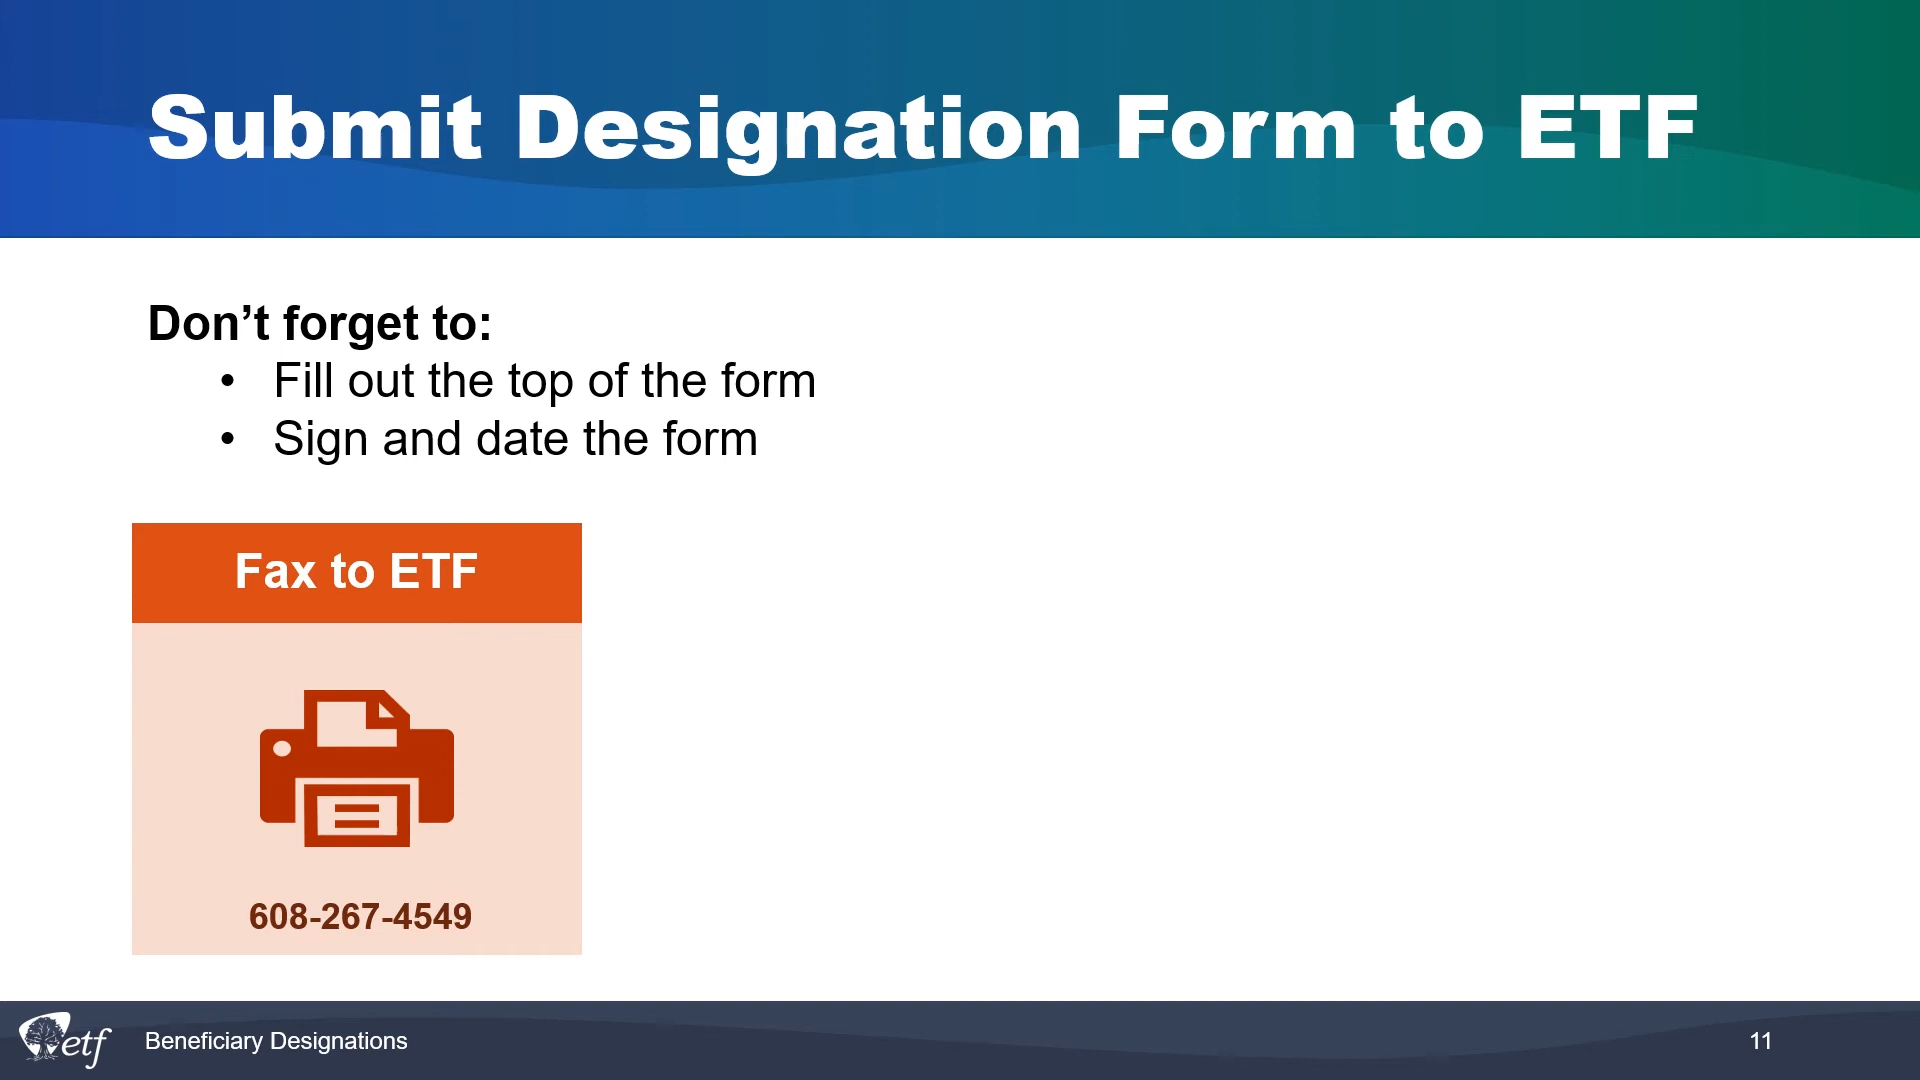 Submit Designation Form to ETF
Don’t forget to:
• Fill out the top of the form
• Sign and date the form
Fax to ETF
608-267-4549
etf
Beneficiary Designations
11